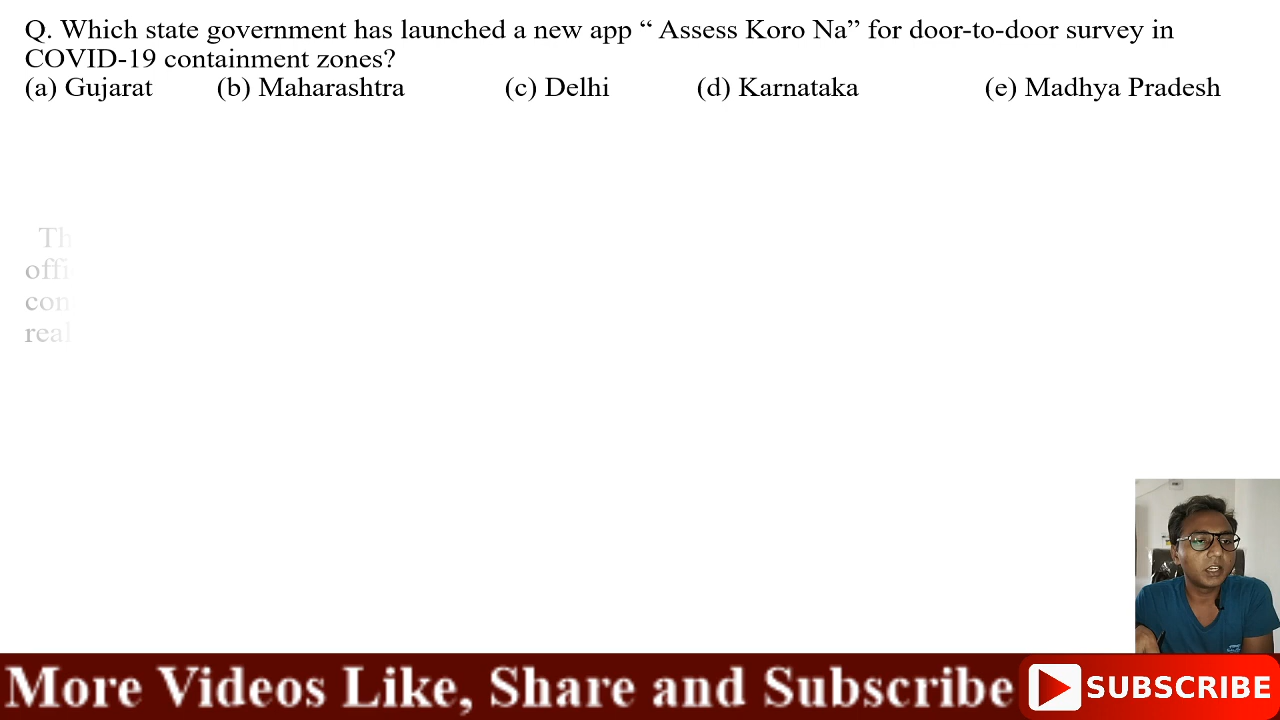 Q. Which state government has launched a new app “ Assess Koro Na” for door-to-door survey in
COVID-19 containment zones?
(a) Gujarat (b) Maharashtra (c) Delhi (d) Karnataka (e) Madhya Pradesh
More Videos Like, Share and Subscribe SUBSCRIBE